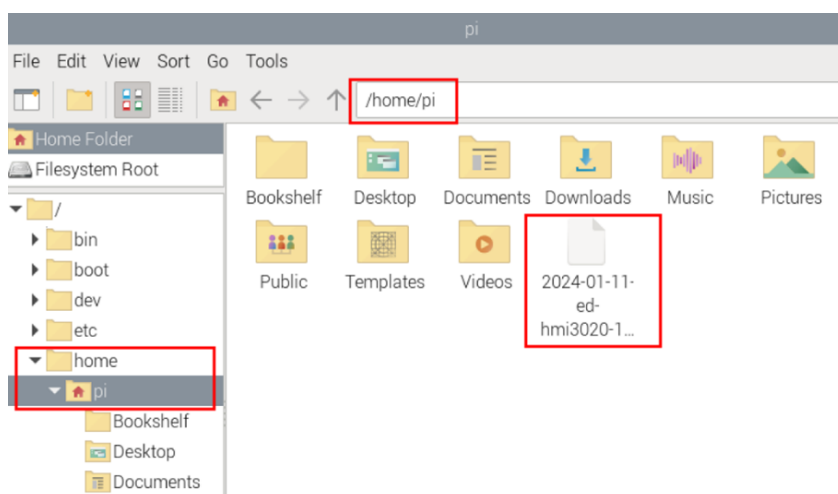 pi
File Edit View Sort Go Tools
/home/pi
Home Folder
Filesystem Root
/
bin
boot
dev
etc
home
pi
Bookshelf
Desktop
Documents
Bookshelf Desktop Documents Downloads Music Pictures
Public Templates Videos 2024-01-11-
ed-
hmi3020-1...